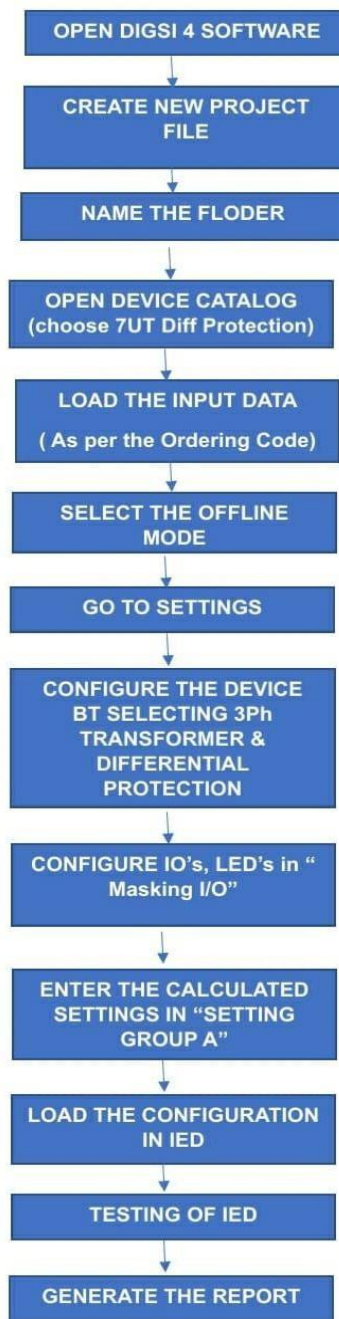 OPEN DIGSI 4 SOFTWARE
CREATE NEW PROJECT
FILE
NAME THE FLODER
OPEN DEVICE CATALOG
(choose 7UT Diff Protection)
LOAD THE INPUT DATA
( As per the Ordering Code)
SELECT THE OFFLINE
MODE
GO TO SETTINGS
CONFIGURE THE DEVICE
BT SELECTING 3Ph
TRANSFORMER &
DIFFERENTIAL
PROTECTION
CONFIGURE IO’s, LED’s in “
Masking I/O”
ENTER THE CALCULATED
SETTINGS IN “SETTING
GROUP A”
LOAD THE CONFIGURATION
IN IED
TESTING OF IED
GENERATE THE REPORT